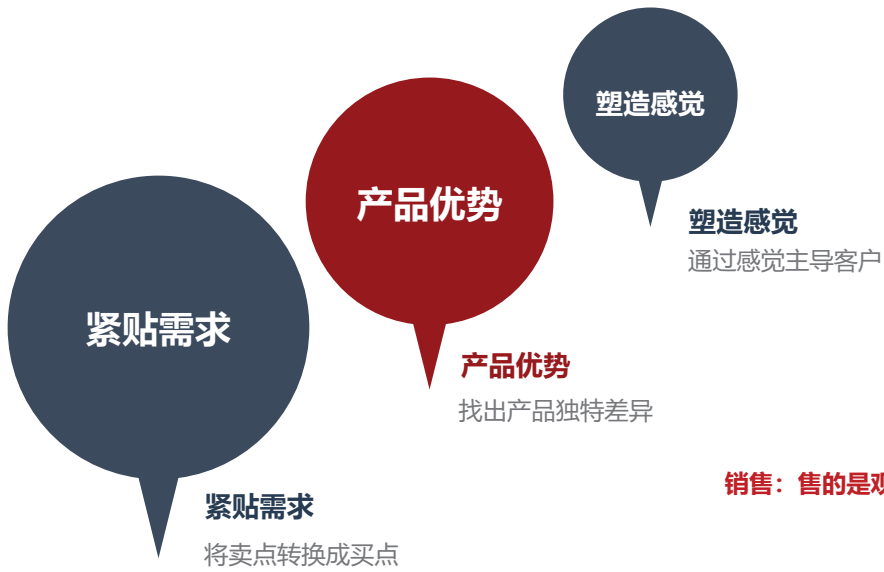 塑造感觉
产品优势
紧贴需求
塑造感觉
通过感觉主导客户
产品优势
找出产品独特差异
销售：售的是观
紧贴需求
将卖点转换成买点